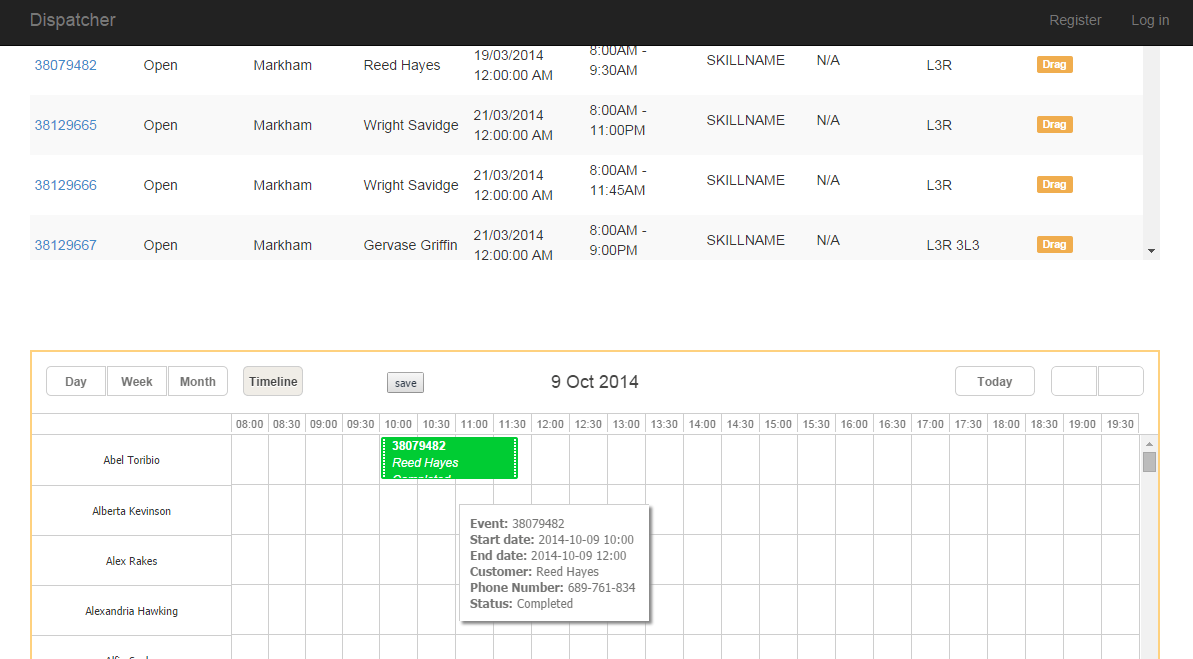 Dispatcher Register Log in
38079482 Open Markham Reed Hayes 19/03/2014 12:00:00 AM 8:00AM - 9:30AM SKILLNAME N/A L3R Drag
38129665 Open Markham Wright Savidge 21/03/2014 12:00:00 AM 8:00AM - 11:00PM SKILLNAME N/A L3R Drag
38129666 Open Markham Wright Savidge 21/03/2014 12:00:00 AM 8:00AM - 11:45AM SKILLNAME N/A L3R Drag
38129667 Open Markham Gervase Griffin 21/03/2014 12:00:00 AM 8:00AM - 9:00PM SKILLNAME N/A L3R 3L3 Drag
Day Week Month Timeline save 9 Oct 2014 Today
08:00 08:30 09:00 09:30 10:00 10:30 11:00 11:30 12:00 12:30 13:00 13:30 14:00 14:30 15:00 15:30 16:00 16:30 17:00 17:30 18:00 18:30 19:00 19:30
Abel Toribio
38079482
Reed Hayes
Completed
Alberta Kevinson
Alex Rakes
Alexandria Hawking
Event: 38079482
Start date: 2014-10-09 10:00
End date: 2014-10-09 12:00
Customer: Reed Hayes
Phone Number: 689-761-834
Status: Completed